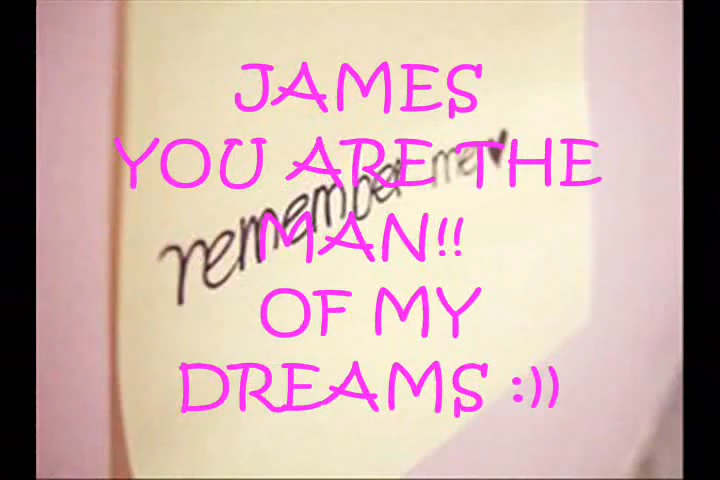 JAMES
YOU ARE THE
MAN!!
OF MY
DREAMS :))
remember me♥